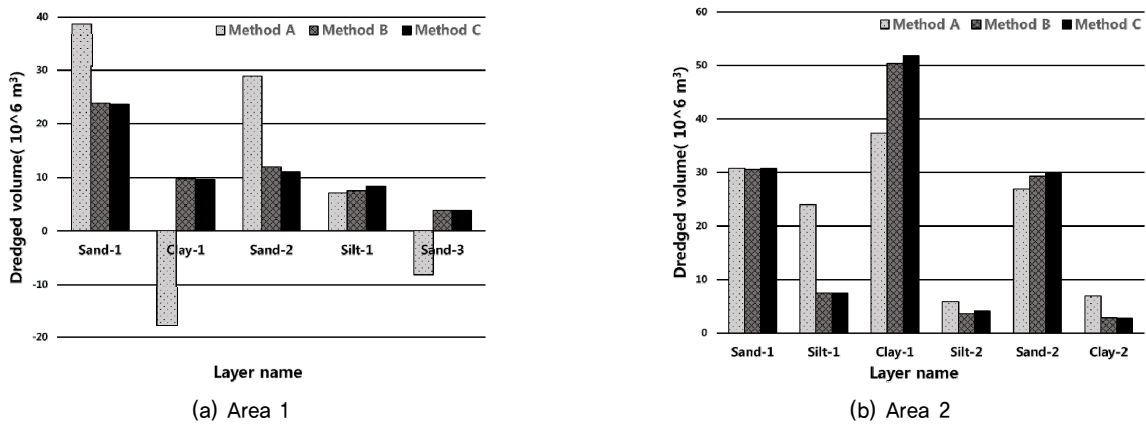 40
30
20
10
0
-10
-20
Dredged volume( 10^6 m³)
Method A Method B Method C
Sand-1 Clay-1 Sand-2 Silt-1 Sand-3
Layer name
(a) Area 1
60
50
40
30
20
10
0
Dredged volume( 10^6 m³)
Method A Method B Method C
Sand-1 Silt-1 Clay-1 Silt-2 Sand-2 Clay-2
Layer name
(b) Area 2